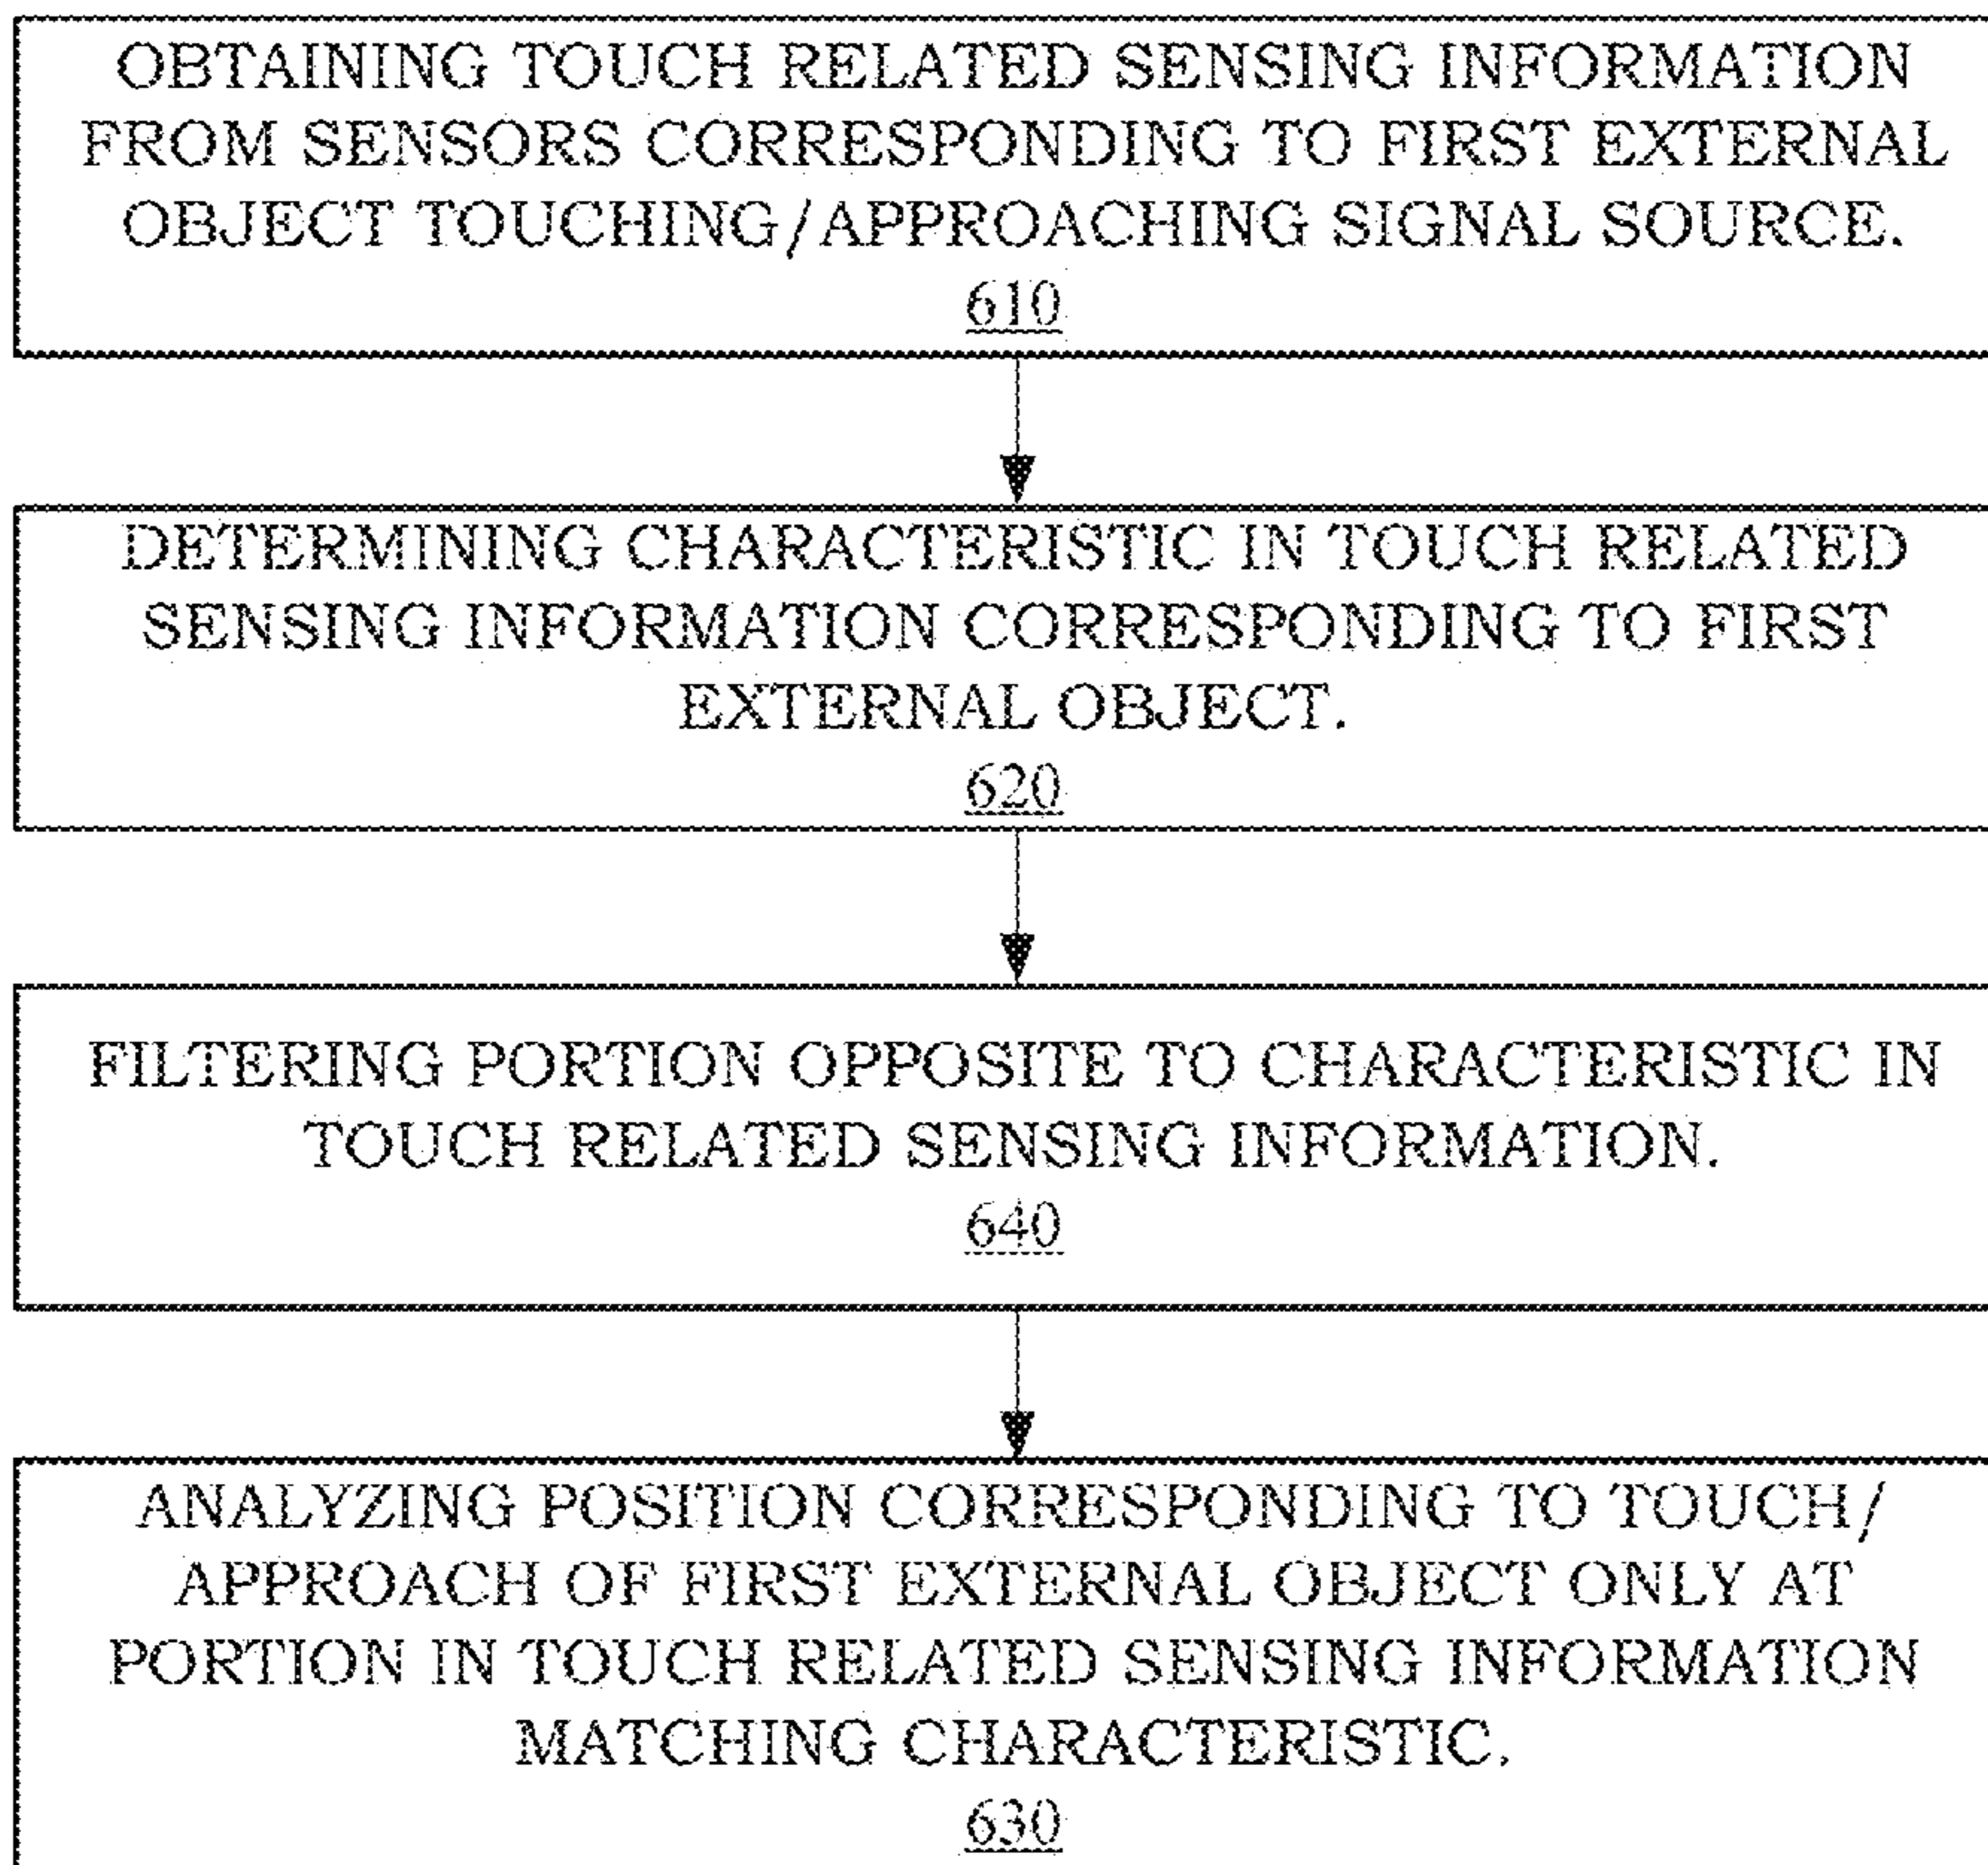 OBTAINING TOUCH RELATED SENSING INFORMATION
FROM SENSORS CORRESPONDING TO FIRST EXTERNAL
OBJECT TOUCHING/APPROACHING SIGNAL SOURCE.
610
DETERMINING CHARACTERISTIC IN TOUCH RELATED
SENSING INFORMATION CORRESPONDING TO FIRST
EXTERNAL OBJECT.
620
FILTERING PORTION OPPOSITE TO CHARACTERISTIC IN
TOUCH RELATED SENSING INFORMATION.
640
ANALYZING POSITION CORRESPONDING TO TOUCH/
APPROACH OF FIRST EXTERNAL OBJECT ONLY AT
PORTION IN TOUCH RELATED SENSING INFORMATION
MATCHING CHARACTERISTIC.
630